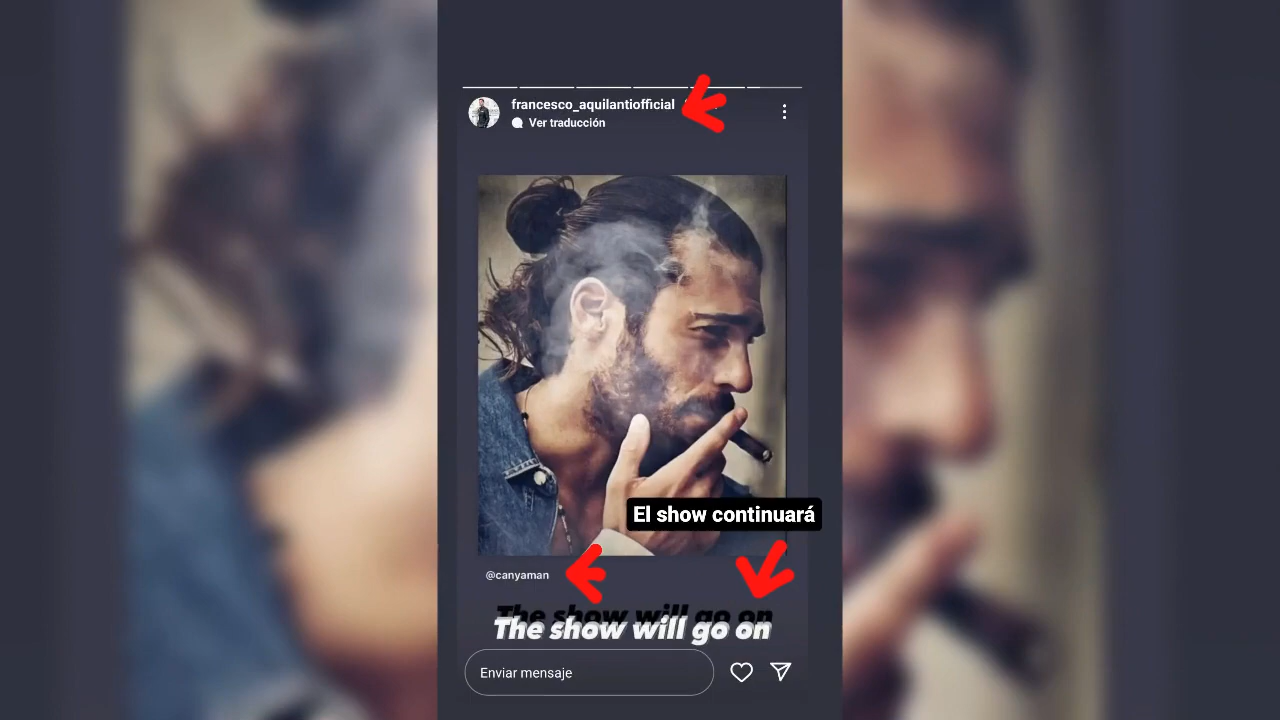 francesco_aquilantiofficial
Ver traducción
El show continuará
@canyaman
The show will go on
The show will go on
Enviar mensaje